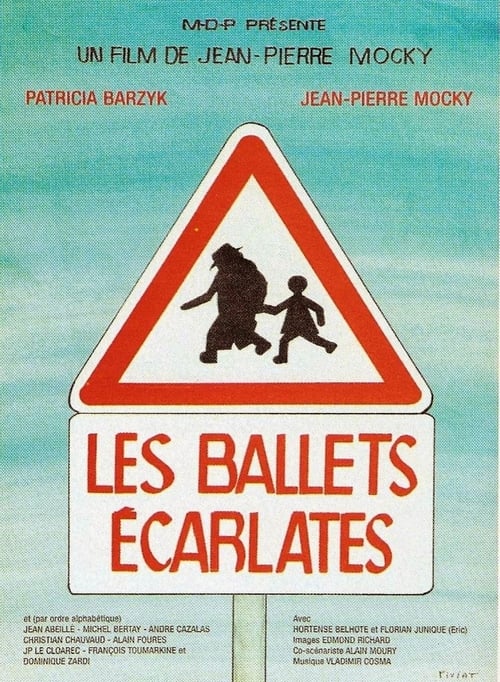 M-D-P PRÉSENTE
UN FILM DE JEAN-PIERRE MOCKY
PATRICIA BARZYK
JEAN-PIERRE MOCKY
LES BALLETS
ÉCARLATES
et (par ordre alphabétique)
JEAN ABEILLÉ - MICHEL BERTAY - ANDRE CAZALAS
CHRISTIAN CHAUVAUD - ALAIN FOURES
JP LE CLOAREC - FRANÇOIS TOUMARKINE et
DOMINIQUE ZARDI
Avec
HORTENSE BELHOTE et FLORIAN JUNIQUE (Eric)
Images EDMOND RICHARD
Co-scénariste ALAIN MOURY
Musique VLADIMIR COSMA